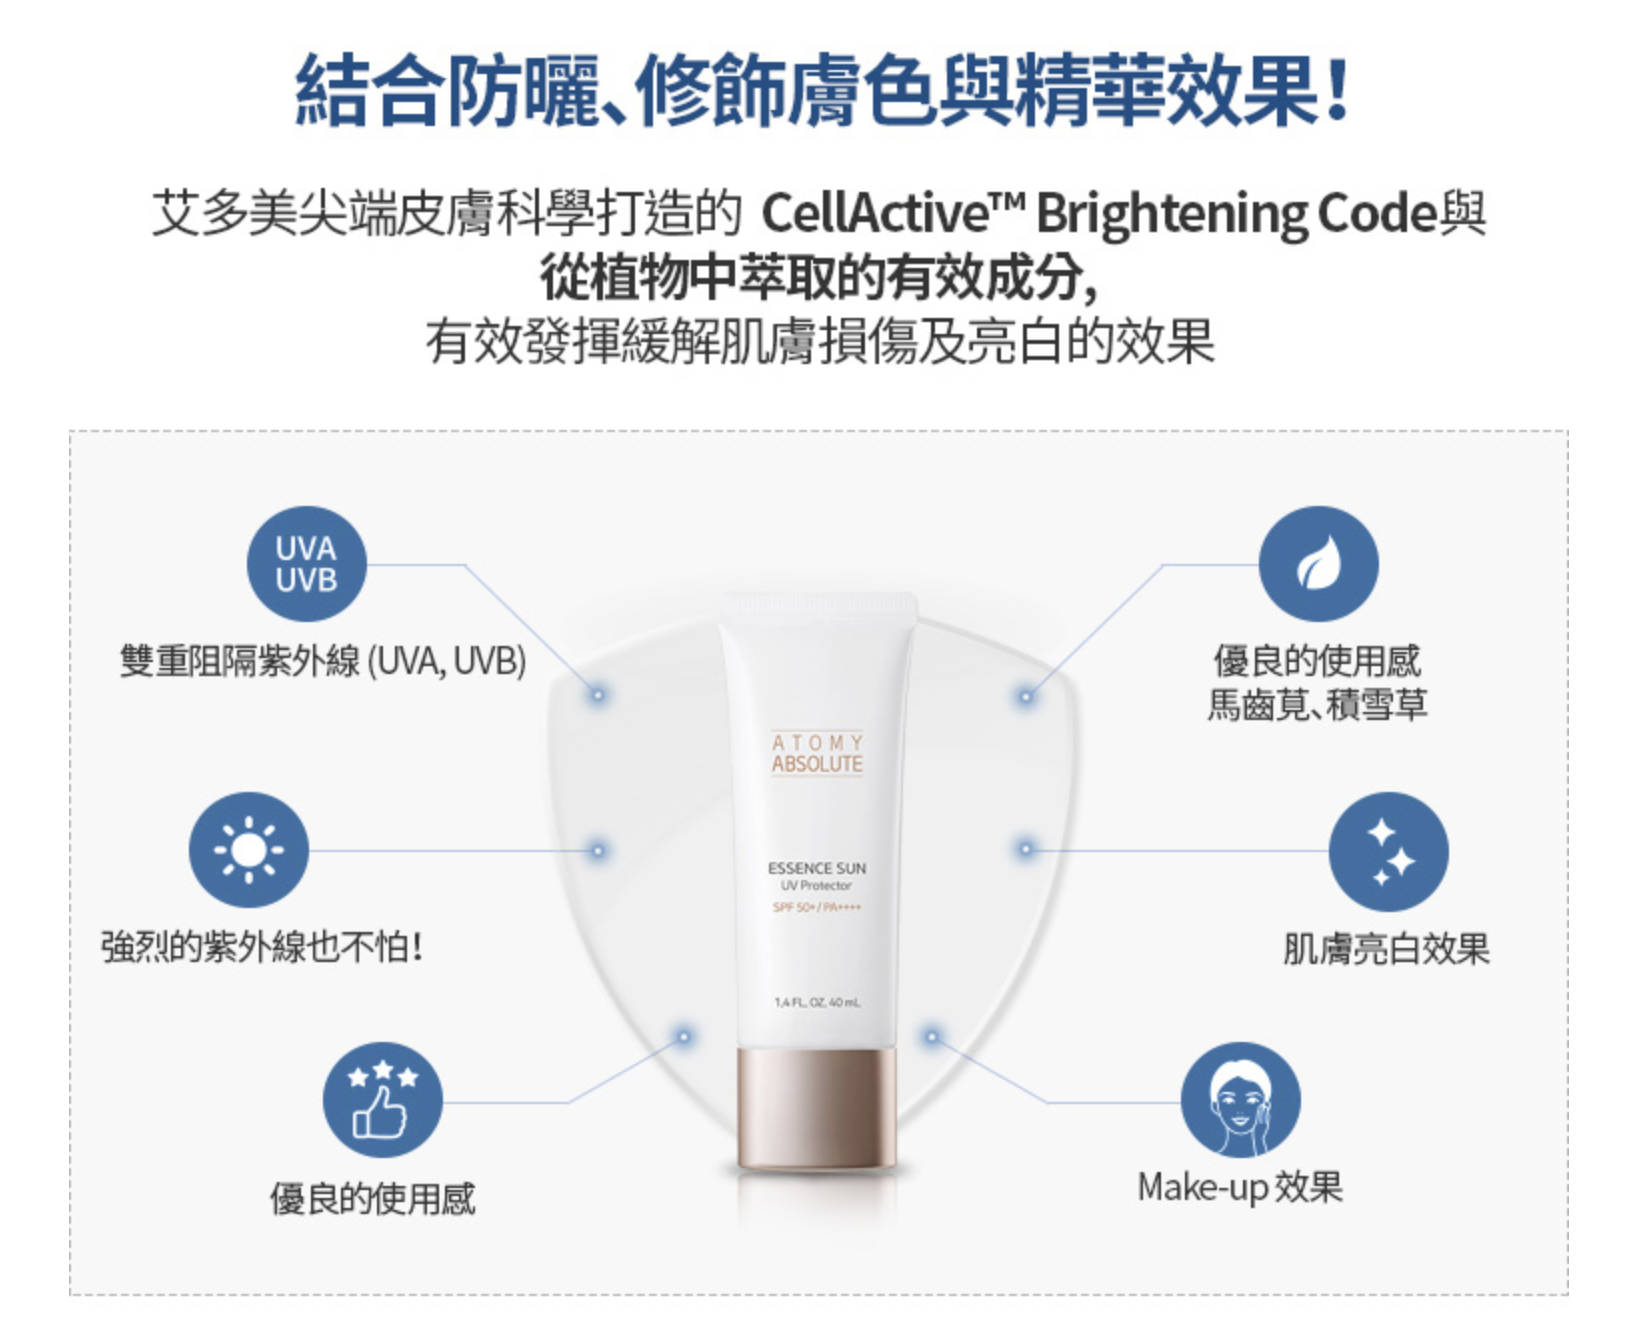 結合防曬、修飾膚色與精華效果！
艾多美尖端皮膚科學打造的 CellActive™ Brightening Code與
從植物中萃取的有效成分,
有效發揮緩解肌膚損傷及亮白的效果
UVA
UVB
雙重阻隔紫外線 (UVA, UVB)
強烈的紫外線也不怕！
優良的使用感
ATOMY
ABSOLUTE
ESSENCE SUN
UV Protector
SPF 50+ / PA++++
1.4 FL. OZ. 40 mL
優良的使用感
馬齒莧、積雪草
肌膚亮白效果
Make-up 效果